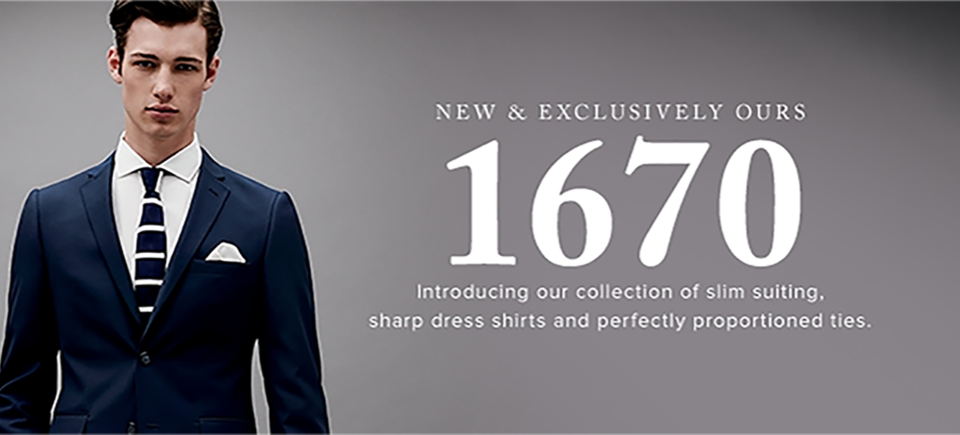 NEW & EXCLUSIVELY OURS
1670
Introducing our collection of slim suiting,
sharp dress shirts and perfectly proportioned ties.